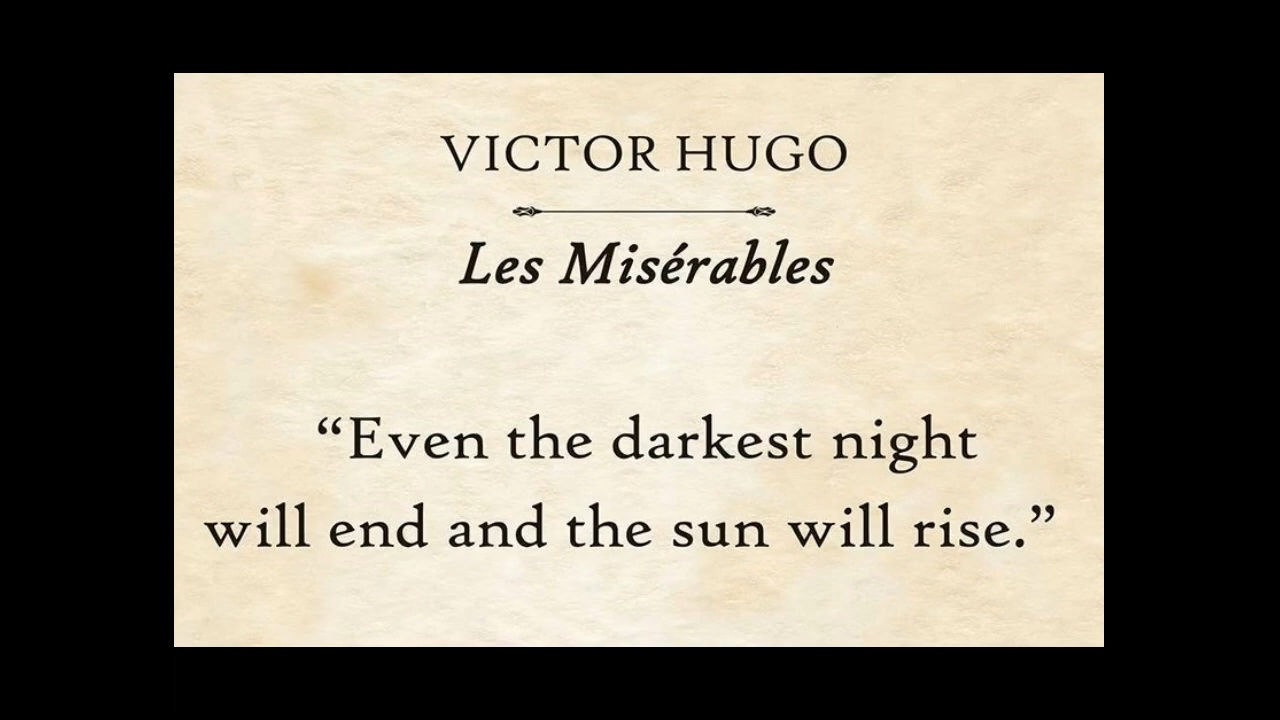 VICTOR HUGO
Les Misérables
“Even the darkest night
will end and the sun will rise.”